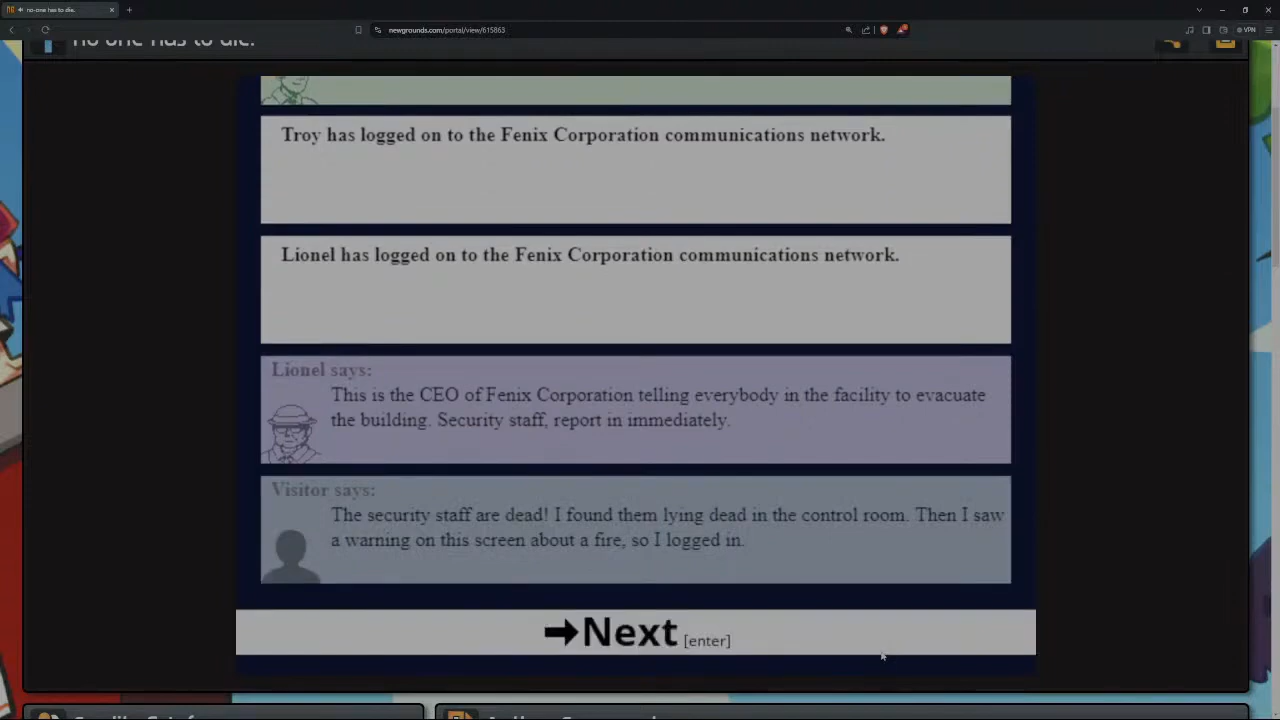 no-one has to die.
newgrounds.com/portal/view/615863
VPN
no one has to die.
Troy has logged on to the Fenix Corporation communications network.
Lionel has logged on to the Fenix Corporation communications network.
Lionel says:
This is the CEO of Fenix Corporation telling everybody in the facility to evacuate
the building. Security staff, report in immediately.
Visitor says:
The security staff are dead! I found them lying dead in the control room. Then I saw
a warning on this screen about a fire, so I logged in.
➡Next [enter]